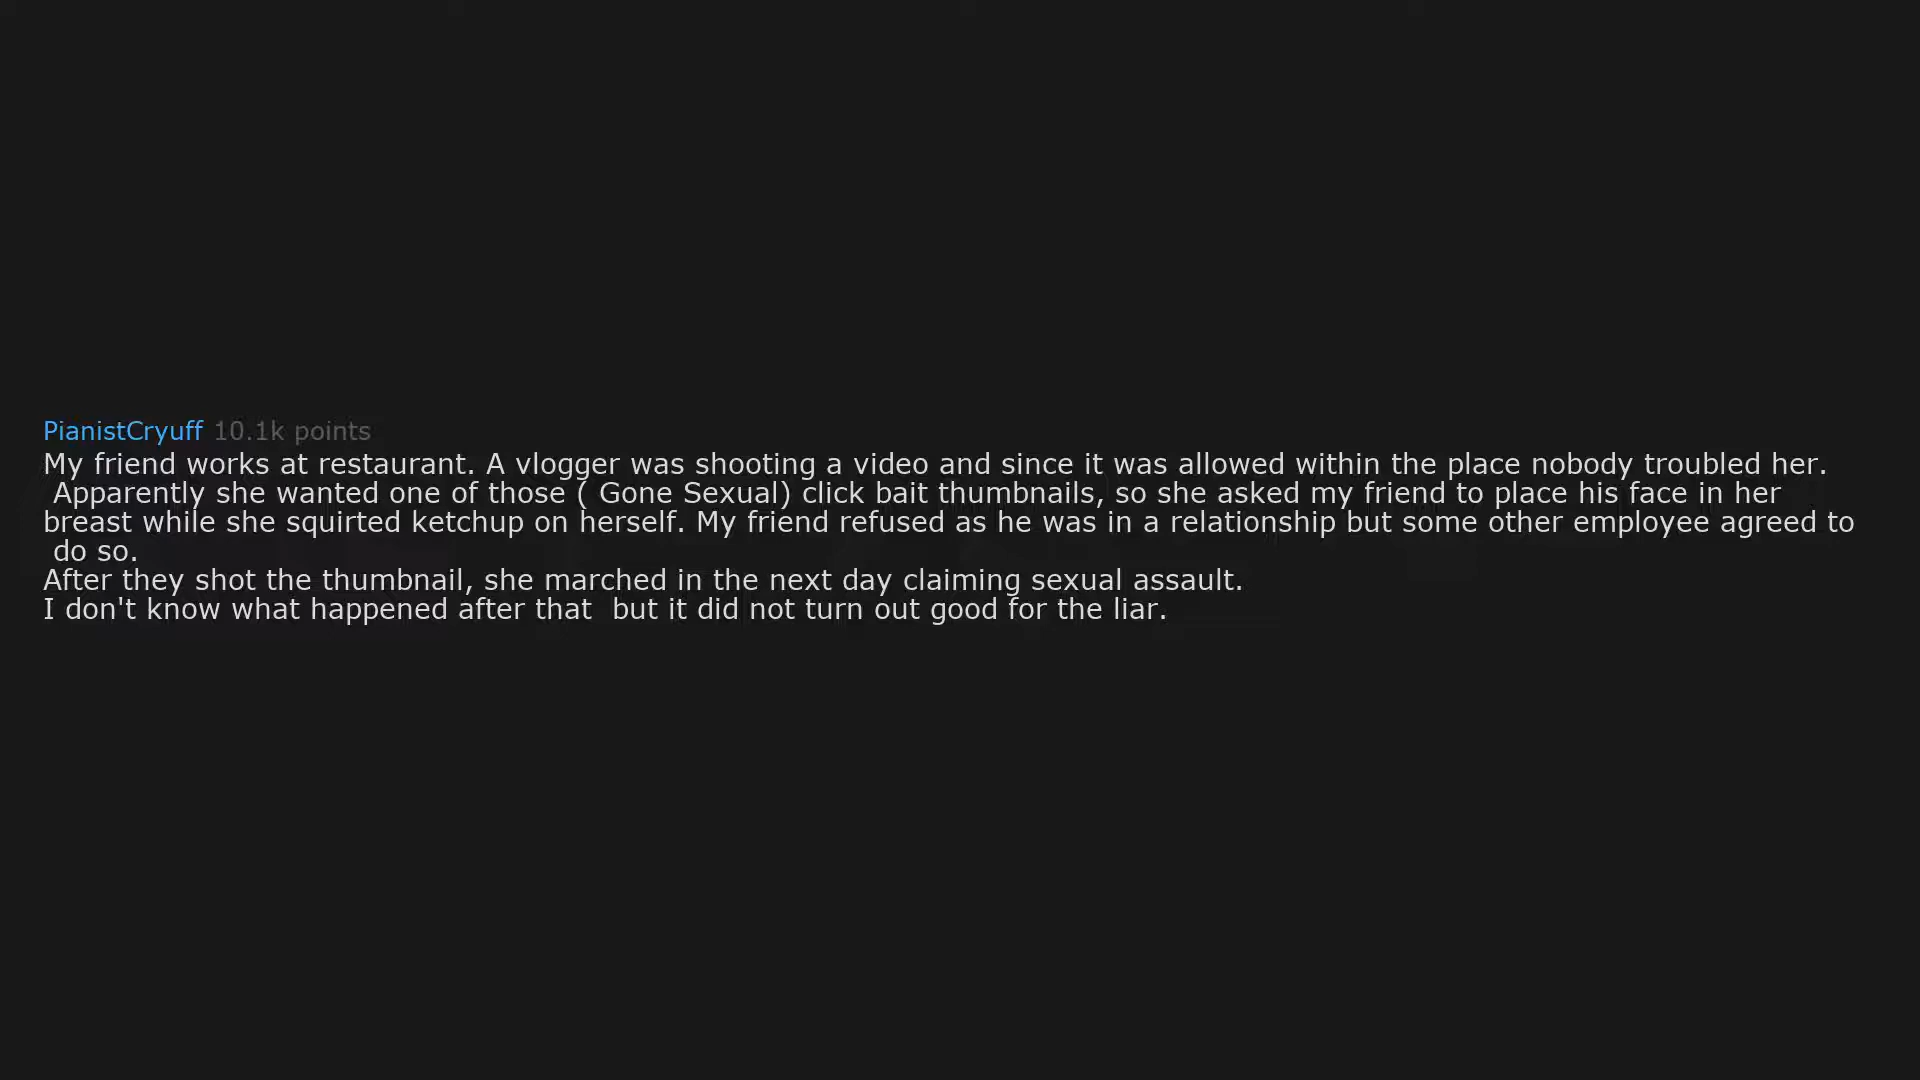 PianistCryuff 10.1k points
My friend works at restaurant. A vlogger was shooting a video and since it was allowed within the place nobody troubled her.
Apparently she wanted one of those ( Gone Sexual) click bait thumbnails, so she asked my friend to place his face in her
breast while she squirted ketchup on herself. My friend refused as he was in a relationship but some other employee agreed to
do so.
After they shot the thumbnail, she marched in the next day claiming sexual assault.
I don't know what happened after that  but it did not turn out good for the liar.